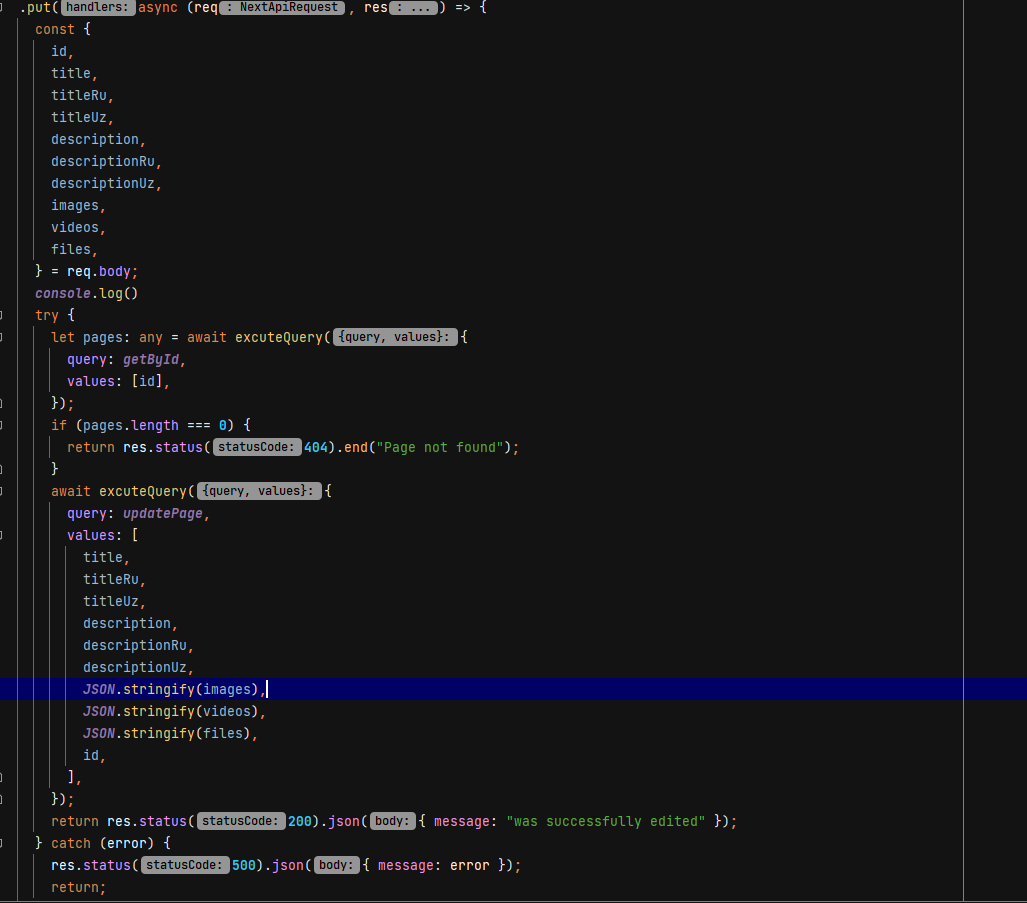 .put( handlers: async (req : NextApiRequest , res : ... ) => {
const {
id,
title,
titleRu,
titleUz,
description,
descriptionRu,
descriptionUz,
images,
videos,
files,
} = req.body;
console.log()
try {
let pages: any = await excuteQuery( {query, values}: {
query: getById,
values: [id],
});
if (pages.length === 0) {
return res.status( statusCode: 404).end("Page not found");
}
await excuteQuery( {query, values}: {
query: updatePage,
values: [
title,
titleRu,
titleUz,
description,
descriptionRu,
descriptionUz,
JSON.stringify(images),
JSON.stringify(videos),
JSON.stringify(files),
id,
],
});
return res.status( statusCode: 200).json( body: { message: "was successfully edited" });
} catch (error) {
res.status( statusCode: 500).json( body: { message: error });
return;